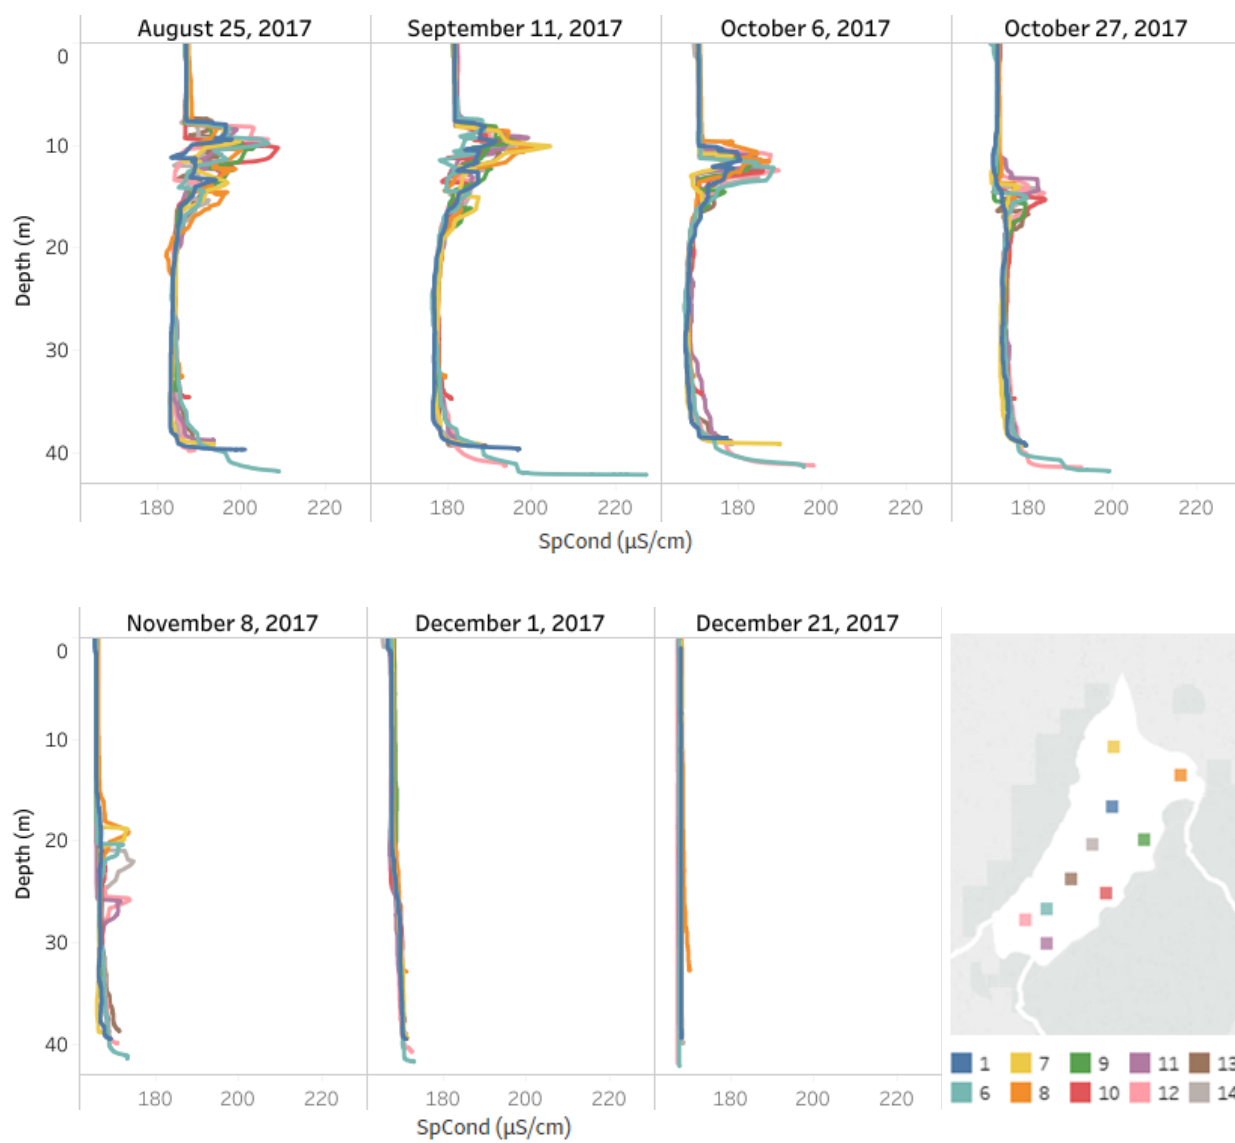 August 25, 2017 September 11, 2017 October 6, 2017 October 27, 2017
0
10
20
30
40
Depth (m)
180 200 220 180 200 220 180 200 220 180 200 220
SpCond (µS/cm)
November 8, 2017 December 1, 2017 December 21, 2017
0
10
20
30
40
Depth (m)
180 200 220 180 200 220 180 200 220
SpCond (µS/cm)
1 7 9 11 13
6 8 10 12 14